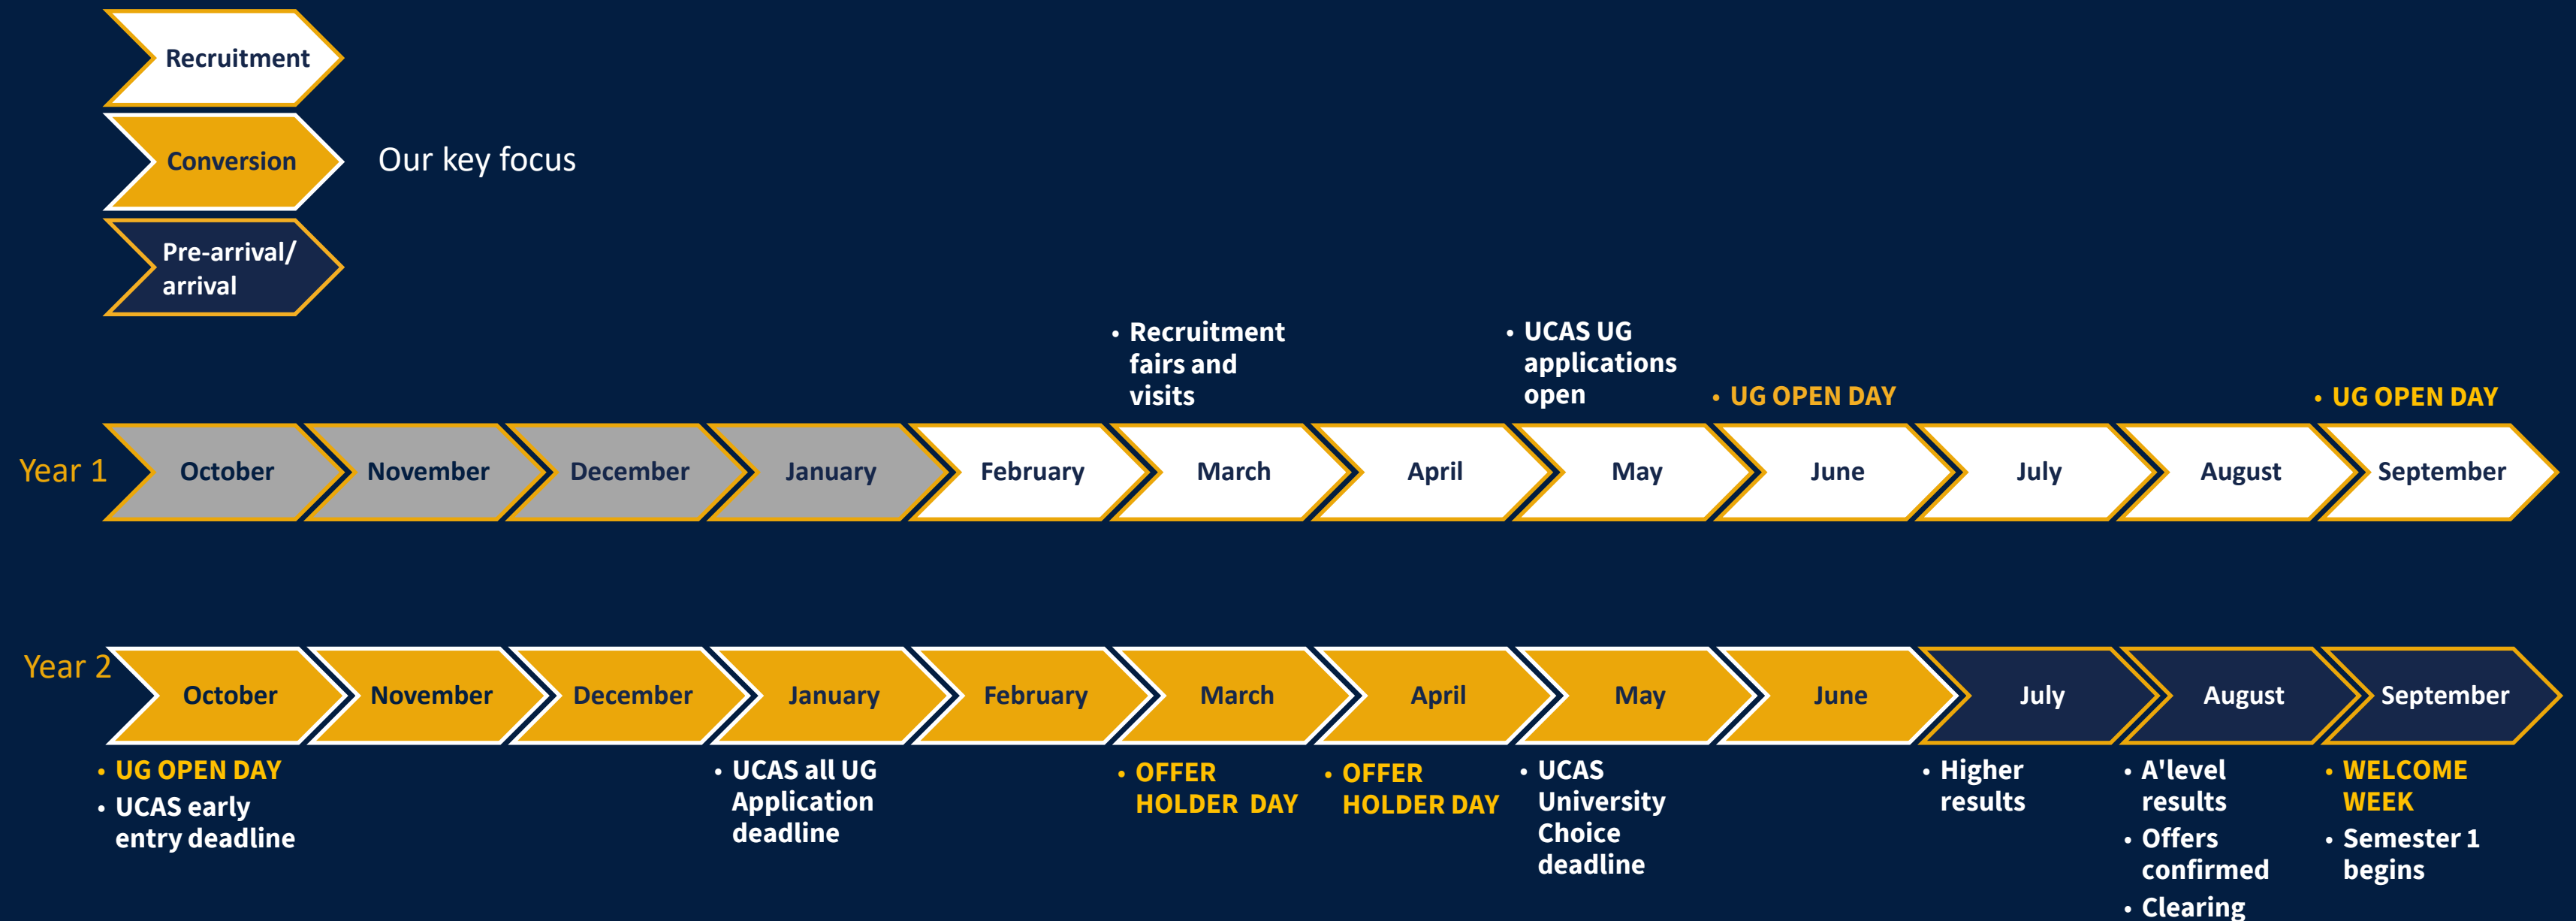 Recruitment
Conversion
Our key focus
Pre-arrival/
arrival
• Recruitment
fairs and
visits
• UCAS UG
applications
open
• UG OPEN DAY
• UG OPEN DAY
Year 1
October
November
December
January
February
March
April
May
June
July
August
September
Year 2
October
November
December
January
February
March
April
May
June
July
August
September
• UG OPEN DAY
• UCAS early
entry deadline
• UCAS all UG
Application
deadline
• OFFER
HOLDER DAY
• OFFER
HOLDER DAY
• UCAS
University
Choice
deadline
• Higher
results
• A'level
results
• Offers
confirmed
• Clearing
• WELCOME
WEEK
• Semester 1
begins